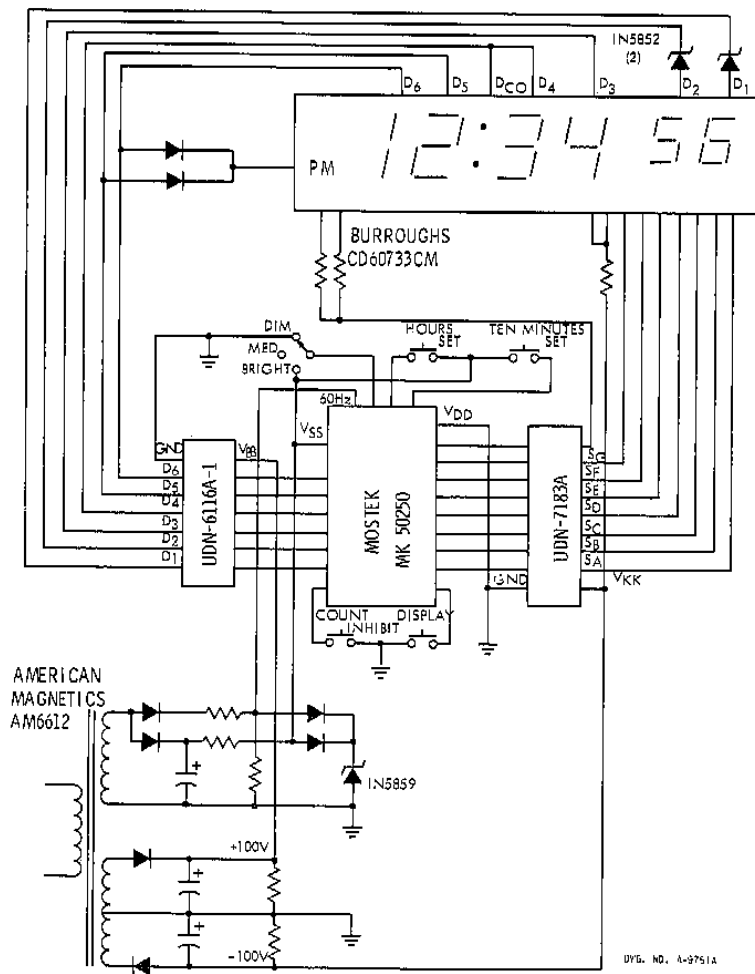 IN5852
(2)
D6
D5
DCO
D4
D3
D2
D1
12:34 56
PM
BURROUGHS
CD60733CM
DIM
MED
BRIGHT
HOURS
SET
TEN MINUTES
SET
60Hz
VSS
VDD
GND
VBB
D6
D5
D4
D3
D2
D1
UDN-6116A-1
MOSTEK
MK 50250
UDN-7183A
SG
SF
SE
SD
SC
SB
SA
GND
VKK
COUNT
INHIBIT
DISPLAY
AMERICAN
MAGNETICS
AM6612
+
IN5859
+100V
+
+
-100V
DWG. NO. A-9751A